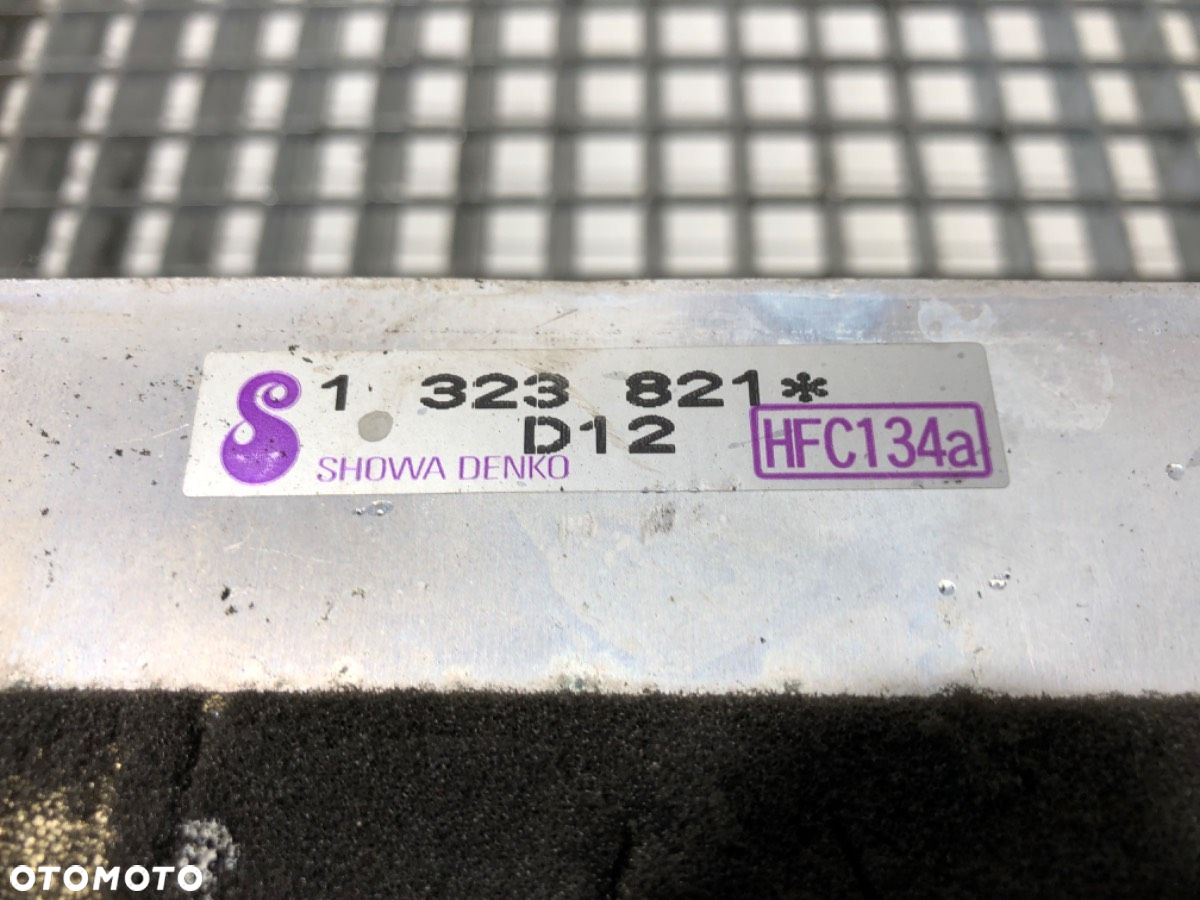 1 323 821*
D12
SHOWA DENKO
HFC134a
OTOMOTO